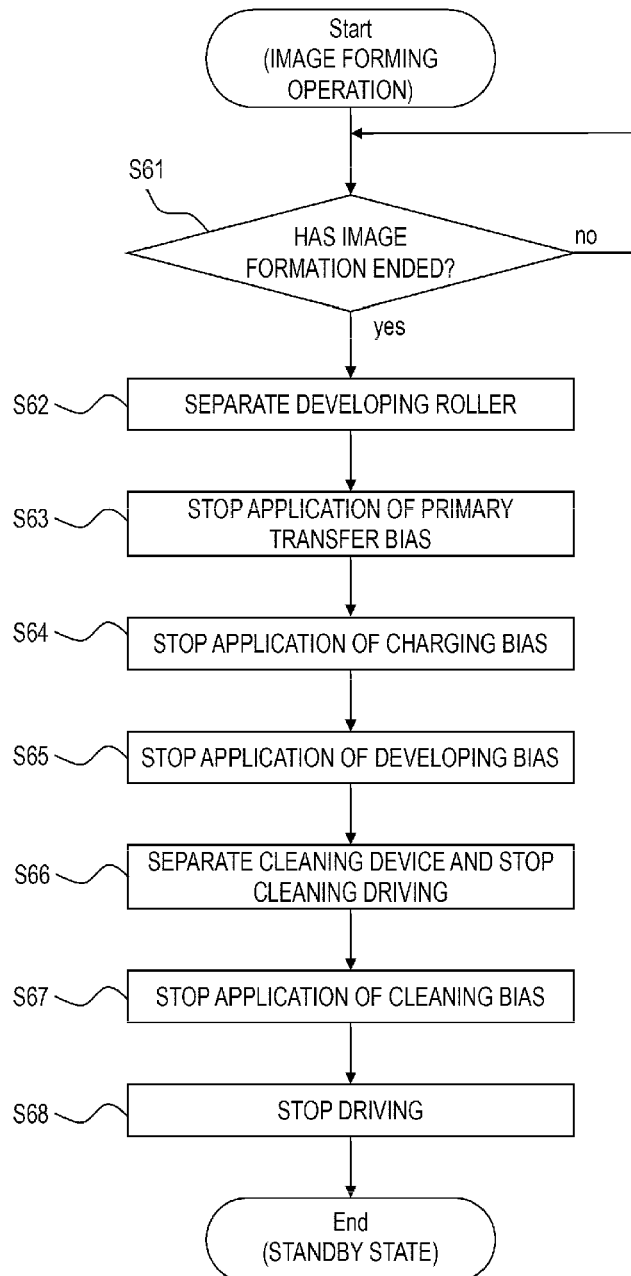 Start
(IMAGE FORMING
OPERATION)
S61
HAS IMAGE
FORMATION ENDED?
no
yes
S62
SEPARATE DEVELOPING ROLLER
S63
STOP APPLICATION OF PRIMARY
TRANSFER BIAS
S64
STOP APPLICATION OF CHARGING BIAS
S65
STOP APPLICATION OF DEVELOPING BIAS
S66
SEPARATE CLEANING DEVICE AND STOP
CLEANING DRIVING
S67
STOP APPLICATION OF CLEANING BIAS
S68
STOP DRIVING
End
(STANDBY STATE)